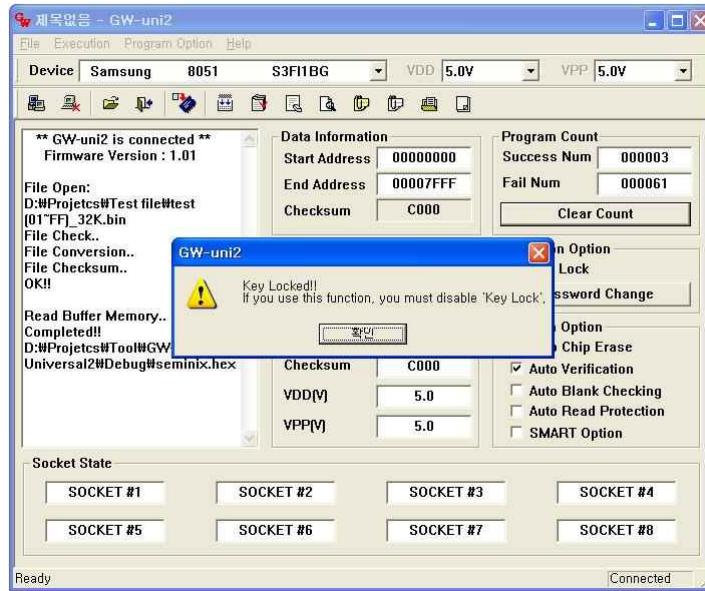 제목없음 - GW-uni2
File Execution Program Option Help
Device Samsung 8051 S3FI1BG VDD 5.0V VPP 5.0V
** GW-uni2 is connected **
Firmware Version : 1.01
File Open:
D:₩Projetcs₩Test file₩test
(01~FF)_32K.bin
File Check..
File Conversion..
File Checksum..
OK!!
Read Buffer Memory..
Completed!!
D:₩Projetcs₩Tool₩GW-
Universal2₩Debug₩seminix.hex
Data Information
Start Address 00000000
End Address 00007FFF
Checksum C000
Program Count
Success Num 000003
Fail Num 000061
Clear Count
GW-uni2
Key Locked!!
If you use this function, you must disable 'Key Lock',
확인
Option
Lock
Change
Checksum C000
VDD(V) 5.0
VPP(V) 5.0
Option
Chip Erase
Auto Verification
Auto Blank Checking
Auto Read Protection
SMART Option
Socket State
SOCKET #1 SOCKET #2 SOCKET #3 SOCKET #4
SOCKET #5 SOCKET #6 SOCKET #7 SOCKET #8
Ready Connected